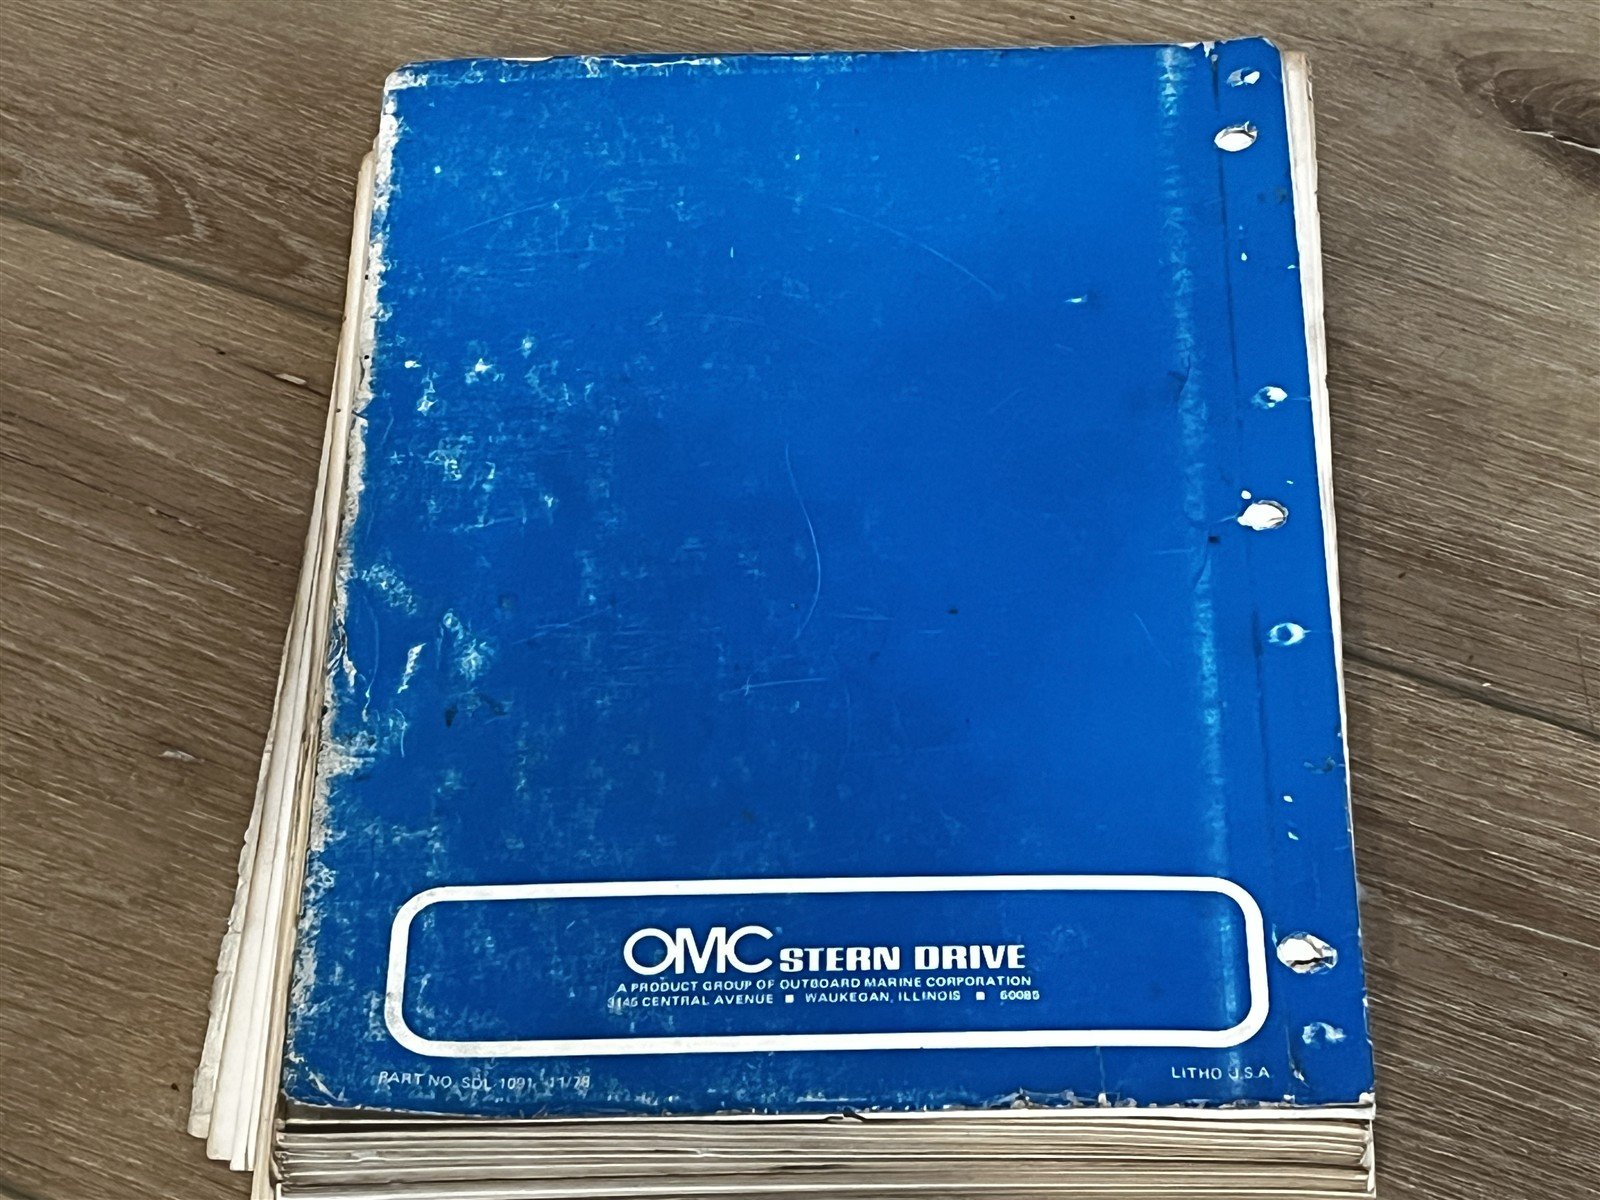 OMC STERN DRIVE
A PRODUCT GROUP OF OUTBOARD MARINE CORPORATION
3145 CENTRAL AVENUE ■ WAUKEGAN, ILLINOIS ■ 60085
PART NO. SDL 1091 11/78
LITHO U.S.A.